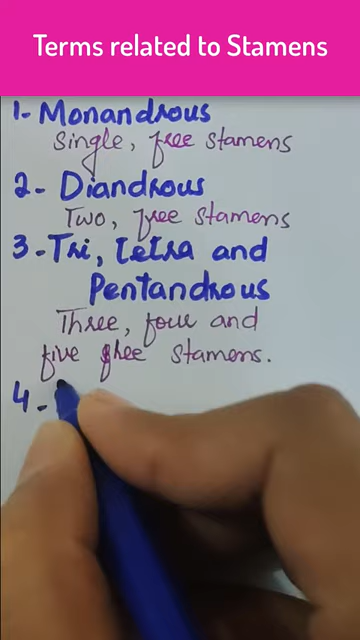 Terms related to Stamens
1- Monandrous
Single, free stamens
2- Diandrous
Two, free stamens
3- Tri, tetra and
Pentandrous
Three, four and
five free stamens.
4-